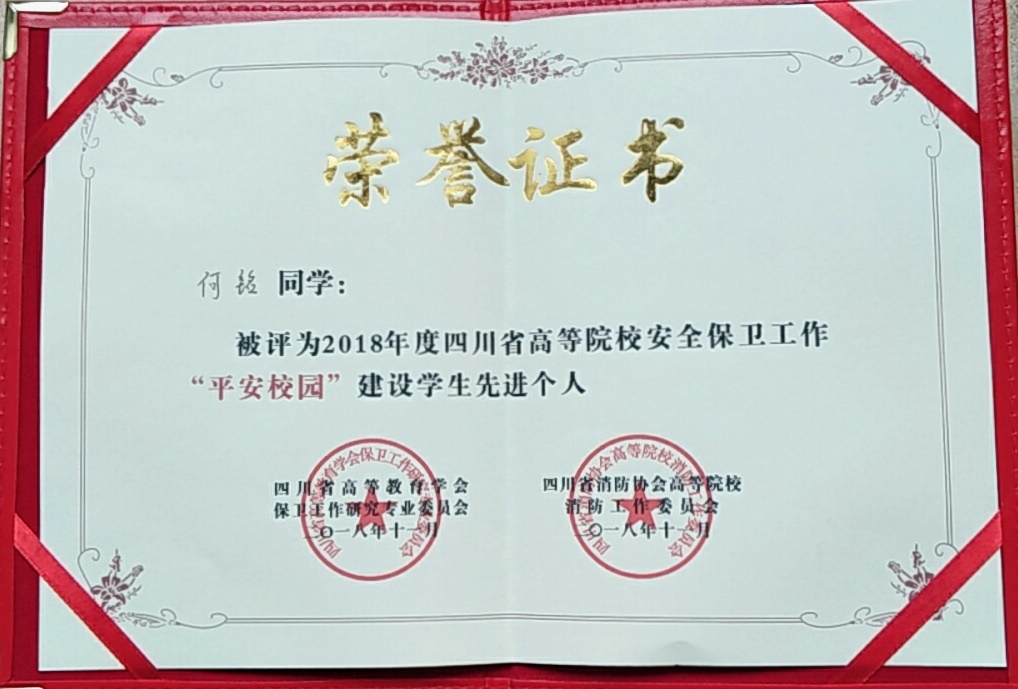 荣誉证书
何铭 同学：
被评为2018年度四川省高等院校安全保卫工作
“平安校园”建设学生先进个人
四川省高等教育学会
保卫工作研究专业委员会
二〇一八年十一月
四川省消防协会高等院校
消防工作委员会
二〇一八年十一月